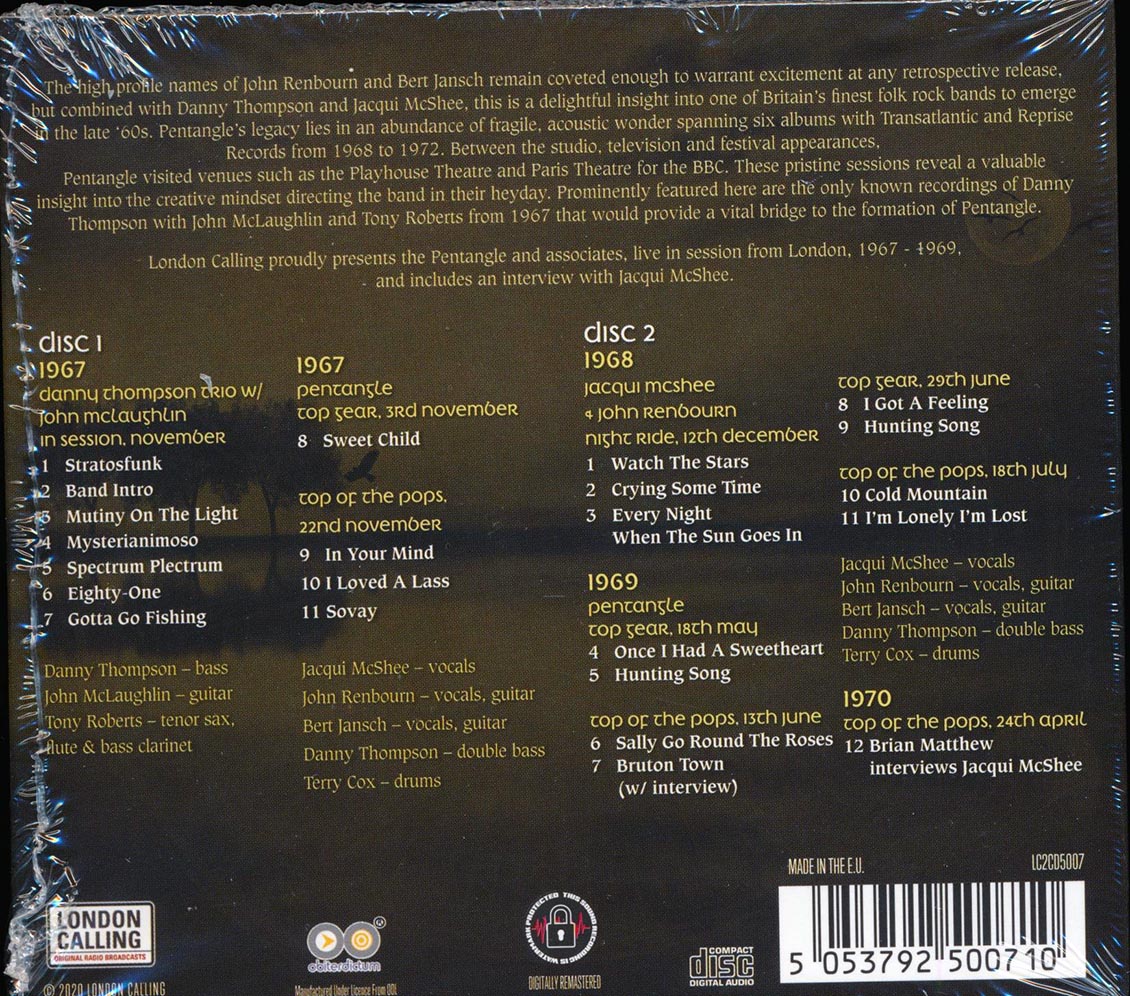 The high profile names of John Renbourn and Bert Jansch remain coveted enough to warrant excitement at any retrospective release,
but combined with Danny Thompson and Jacqui McShee, this is a delightful insight into one of Britain's finest folk rock bands to emerge
in the late '60s. Pentangle's legacy lies in an abundance of fragile, acoustic wonder spanning six albums with Transatlantic and Reprise
Records from 1968 to 1972. Between the studio, television and festival appearances,
Pentangle visited venues such as the Playhouse Theatre and Paris Theatre for the BBC. These pristine sessions reveal a valuable
insight into the creative mindset directing the band in their heyday. Prominently featured here are the only known recordings of Danny
Thompson with John McLaughlin and Tony Roberts from 1967 that would provide a vital bridge to the formation of Pentangle.
London Calling proudly presents the Pentangle and associates, live in session from London, 1967 - 1969,
and includes an interview with Jacqui McShee.
disc 1
1967
danny thompson trio w/
john mclaughlin
in session, november
1 Stratosfunk
2 Band Intro
3 Mutiny On The Light
4 Mysterianimoso
5 Spectrum Plectrum
6 Eighty-One
7 Gotta Go Fishing
Danny Thompson – bass
John McLaughlin – guitar
Tony Roberts – tenor sax,
flute & bass clarinet
1967
pentangle
top gear, 3rd november
8 Sweet Child
top of the pops,
22nd november
9 In Your Mind
10 I Loved A Lass
11 Sovay
Jacqui McShee – vocals
John Renbourn – vocals, guitar
Bert Jansch – vocals, guitar
Danny Thompson – double bass
Terry Cox – drums
disc 2
1968
jacqui mcshee
& john renbourn
night ride, 12th december
1 Watch The Stars
2 Crying Some Time
3 Every Night
When The Sun Goes In
1969
pentangle
top gear, 18th may
4 Once I Had A Sweetheart
5 Hunting Song
top of the pops, 13th june
6 Sally Go Round The Roses
7 Bruton Town
(w/ interview)
top gear, 29th june
8 I Got A Feeling
9 Hunting Song
top of the pops, 18th july
10 Cold Mountain
11 I'm Lonely I'm Lost
Jacqui McShee – vocals
John Renbourn – vocals, guitar
Bert Jansch – vocals, guitar
Danny Thompson – double bass
Terry Cox – drums
1970
top of the pops, 24th april
12 Brian Matthew
interviews Jacqui McShee
LONDON
CALLING
ORIGINAL RADIO BROADCASTS
© 2020 LONDON CALLING
obiterdictum
®
Manufactured Under Licence From ODL
PROTECTED THIS SOUND RECORDING IS WATERMARK
DIGITALLY REMASTERED
COMPACT
disc
DIGITAL AUDIO
MADE IN THE E.U.
LC2CD5007
5 053792 500710